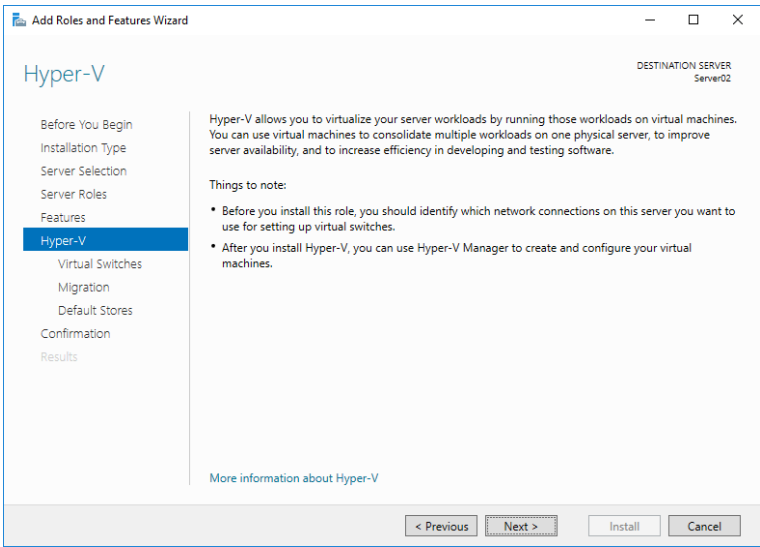 Add Roles and Features Wizard
Hyper-V
DESTINATION SERVER
Server02
Before You Begin
Installation Type
Server Selection
Server Roles
Features
Hyper-V
Virtual Switches
Migration
Default Stores
Confirmation
Results
Hyper-V allows you to virtualize your server workloads by running those workloads on virtual machines.
You can use virtual machines to consolidate multiple workloads on one physical server, to improve
server availability, and to increase efficiency in developing and testing software.
Things to note:
• Before you install this role, you should identify which network connections on this server you want to
use for setting up virtual switches.
• After you install Hyper-V, you can use Hyper-V Manager to create and configure your virtual
machines.
More information about Hyper-V
< Previous
Next >
Install
Cancel